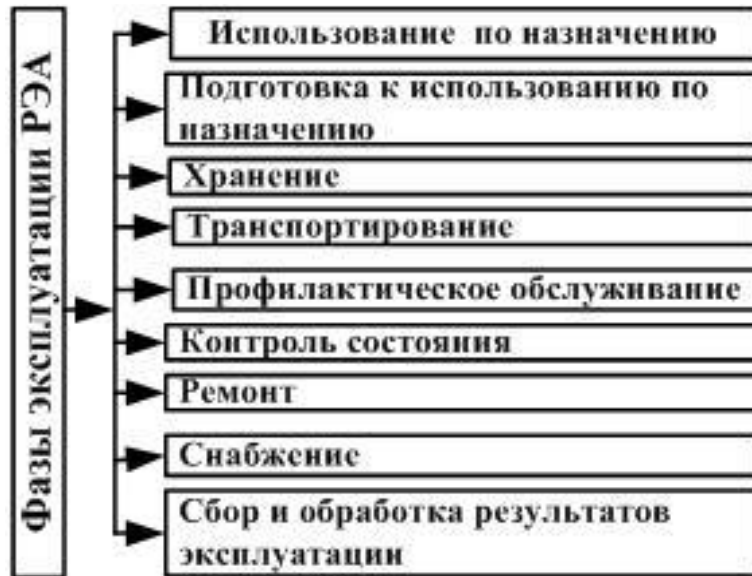 Фазы эксплуатации РЭА
Использование по назначению
Подготовка к использованию по
назначению
Хранение
Транспортирование
Профилактическое обслуживание
Контроль состояния
Ремонт
Снабжение
Сбор и обработка результатов
эксплуатации